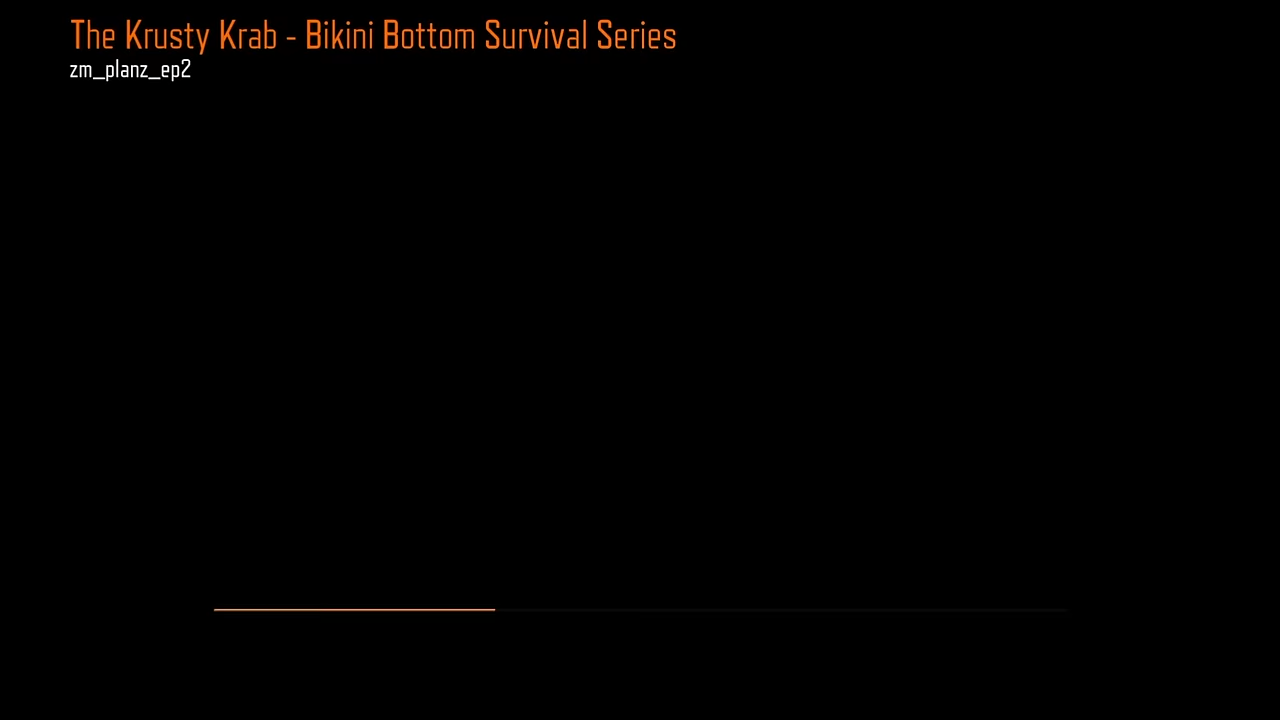 The Krusty Krab - Bikini Bottom Survival Series
zm_planz_ep2